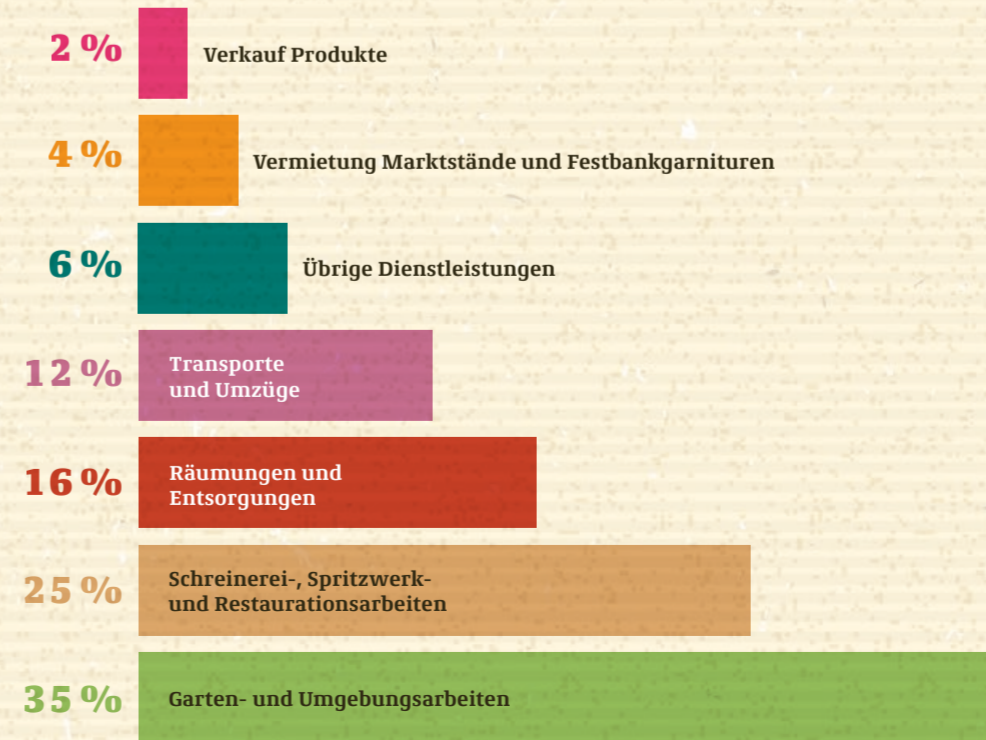 2 % Verkauf Produkte
4 % Vermietung Marktstände und Festbankgarnituren
6 % Übrige Dienstleistungen
12 % Transporte
und Umzüge
16 % Räumungen und
Entsorgungen
25 % Schreinerei-, Spritzwerk-
und Restaurationsarbeiten
35 % Garten- und Umgebungsarbeiten